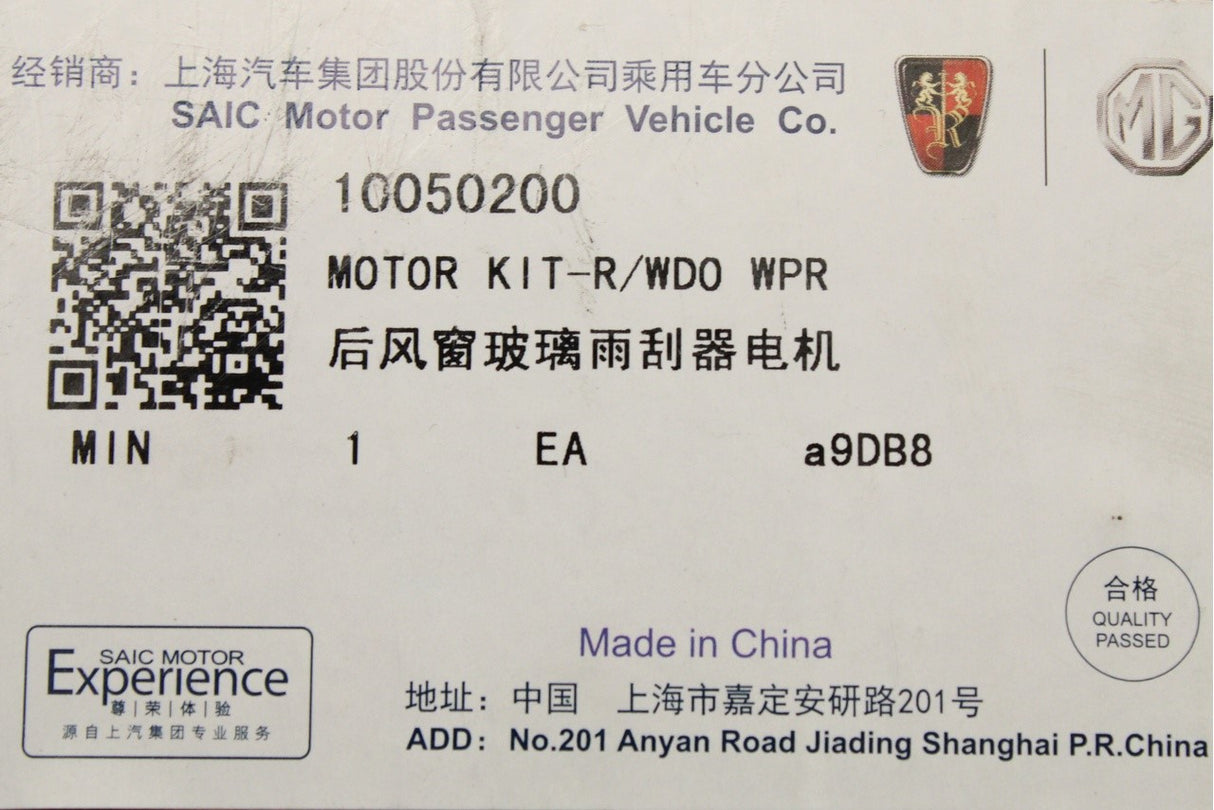 经销商：上海汽车集团股份有限公司乘用车分公司
SAIC Motor Passenger Vehicle Co.
R
MG
10050200
MOTOR KIT-R/WDO WPR
后风窗玻璃雨刮器电机
MIN 1 EA a9DB8
合格
QUALITY
PASSED
SAIC MOTOR
Experience
尊|荣|体|验
源自上汽集团专业服务
Made in China
地址：中国 上海市嘉定安研路201号
ADD：No.201 Anyan Road Jiading Shanghai P.R.China